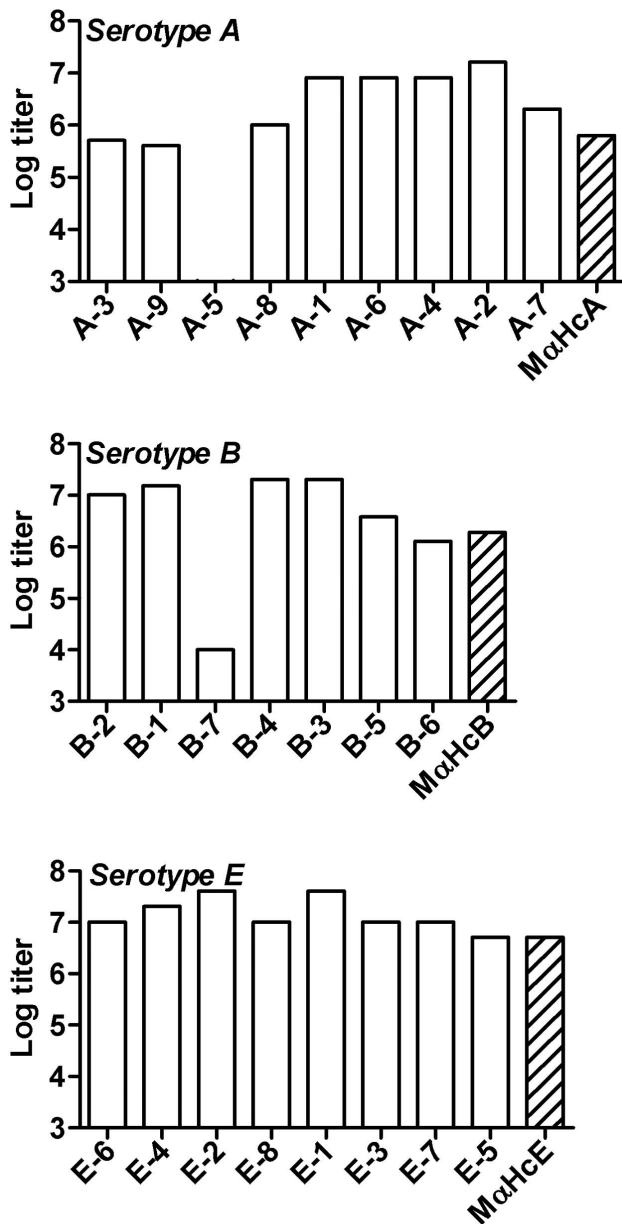 Serotype A
Log titer
8
7
6
5
4
3
A-3 A-9 A-5 A-8 A-1 A-6 A-4 A-2 A-7 MαHcA
Serotype B
Log titer
8
7
6
5
4
3
B-2 B-1 B-7 B-4 B-3 B-5 B-6 MαHcB
Serotype E
Log titer
8
7
6
5
4
3
E-6 E-4 E-2 E-8 E-1 E-3 E-7 E-5 MαHcE